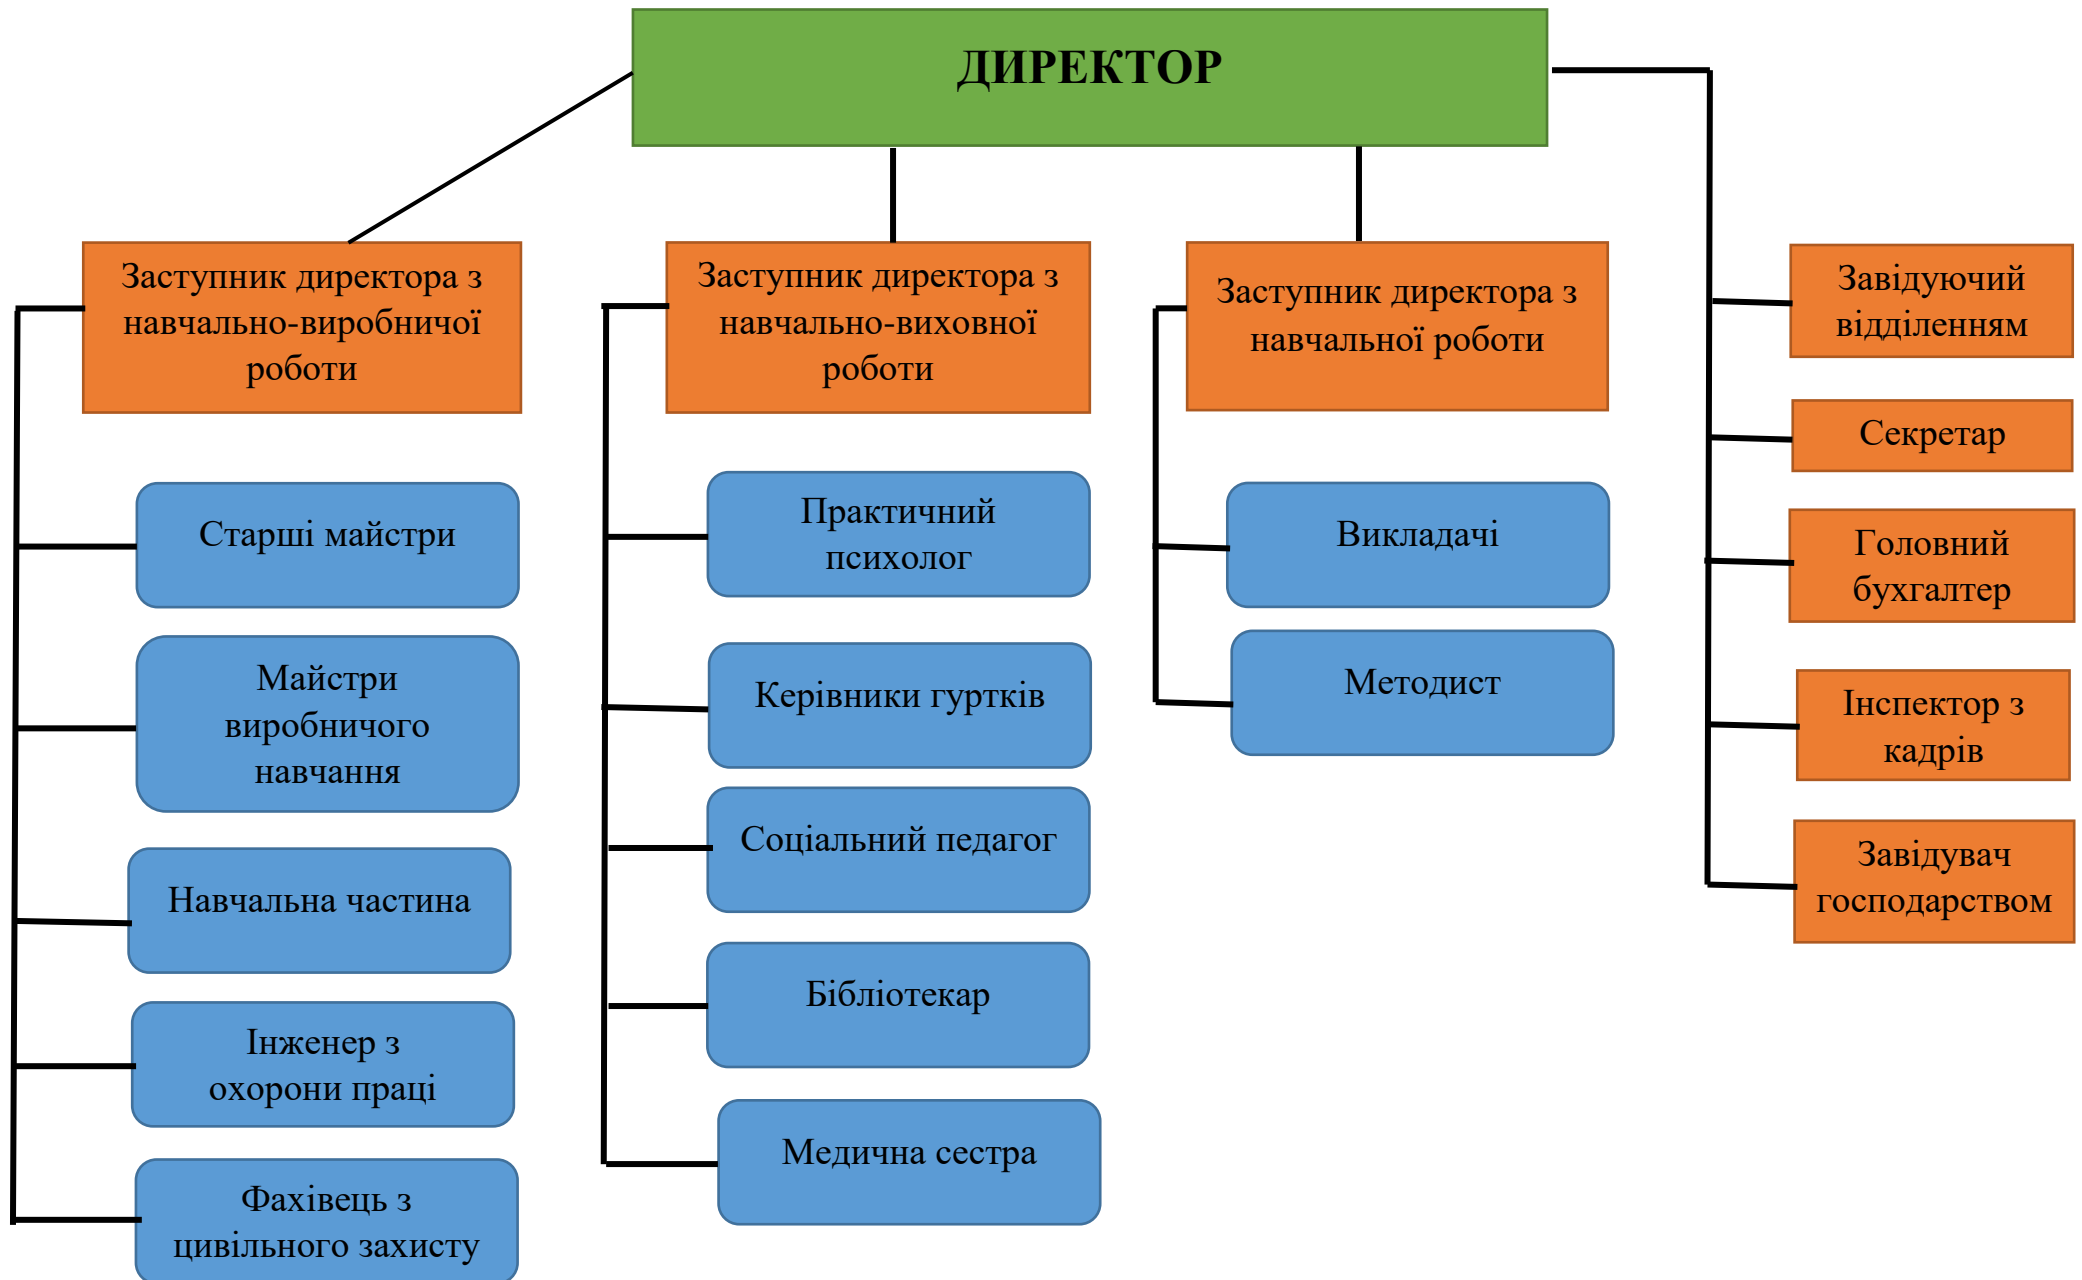 ДИРЕКТОР
Заступник директора з
навчально-виробничої
роботи
Старші майстри
Майстри
виробничого
навчання
Навчальна частина
Інженер з
охорони праці
Фахівець з
цивільного захисту
Заступник директора з
навчально-виховної
роботи
Практичний
психолог
Керівники гуртків
Соціальний педагог
Бібліотекар
Медична сестра
Заступник директора з
навчальної роботи
Викладачі
Методист
Завідуючий
відділенням
Секретар
Головний
бухгалтер
Інспектор з
кадрів
Завідувач
господарством